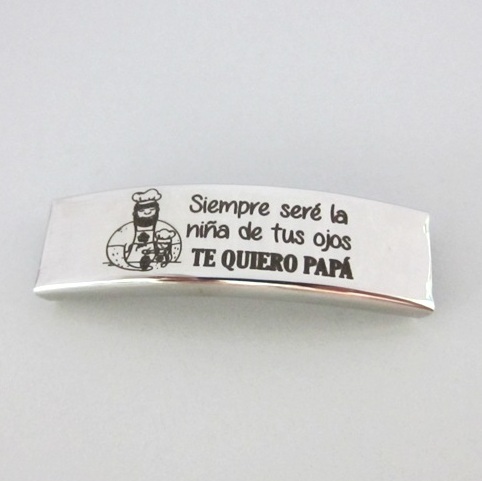 Siempre seré la
niña de tus ojos
TE QUIERO PAPÁ